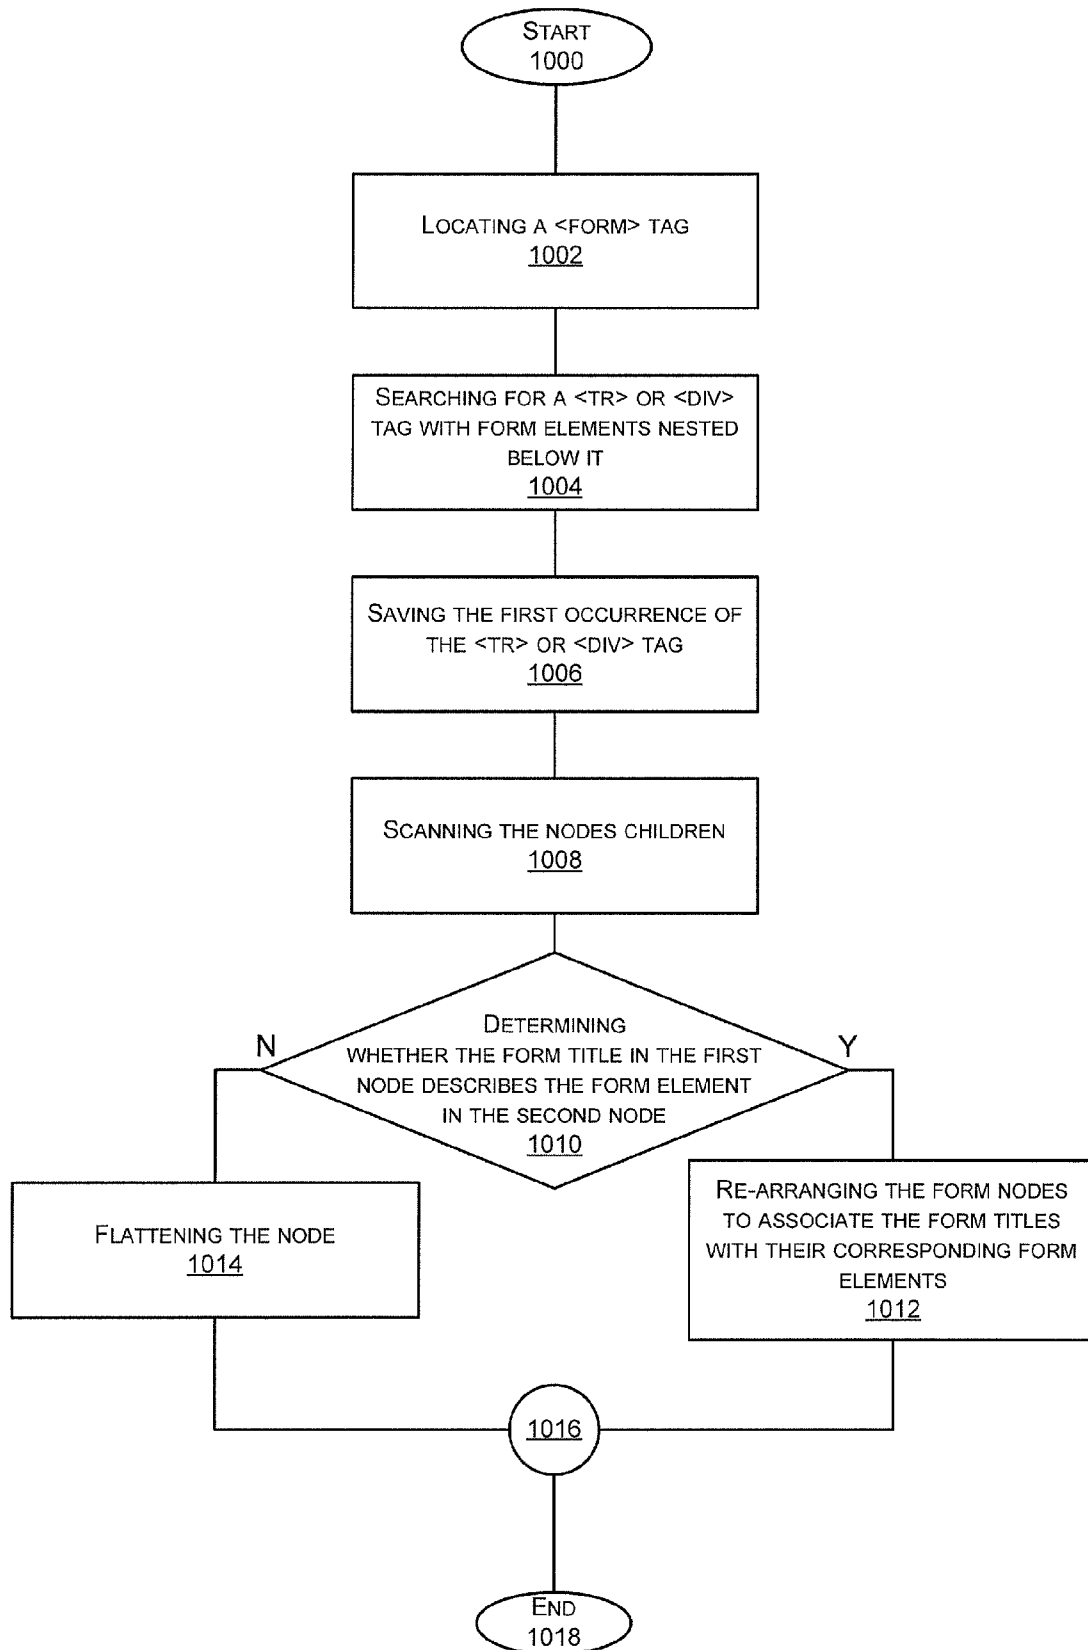 START
1000
LOCATING A <FORM> TAG
1002
SEARCHING FOR A <TR> OR <DIV>
TAG WITH FORM ELEMENTS NESTED
BELOW IT
1004
SAVING THE FIRST OCCURRENCE OF
THE <TR> OR <DIV> TAG
1006
SCANNING THE NODES CHILDREN
1008
N
Y
DETERMINING
WHETHER THE FORM TITLE IN THE FIRST
NODE DESCRIBES THE FORM ELEMENT
IN THE SECOND NODE
1010
FLATTENING THE NODE
1014
RE-ARRANGING THE FORM NODES
TO ASSOCIATE THE FORM TITLES
WITH THEIR CORRESPONDING FORM
ELEMENTS
1012
1016
END
1018